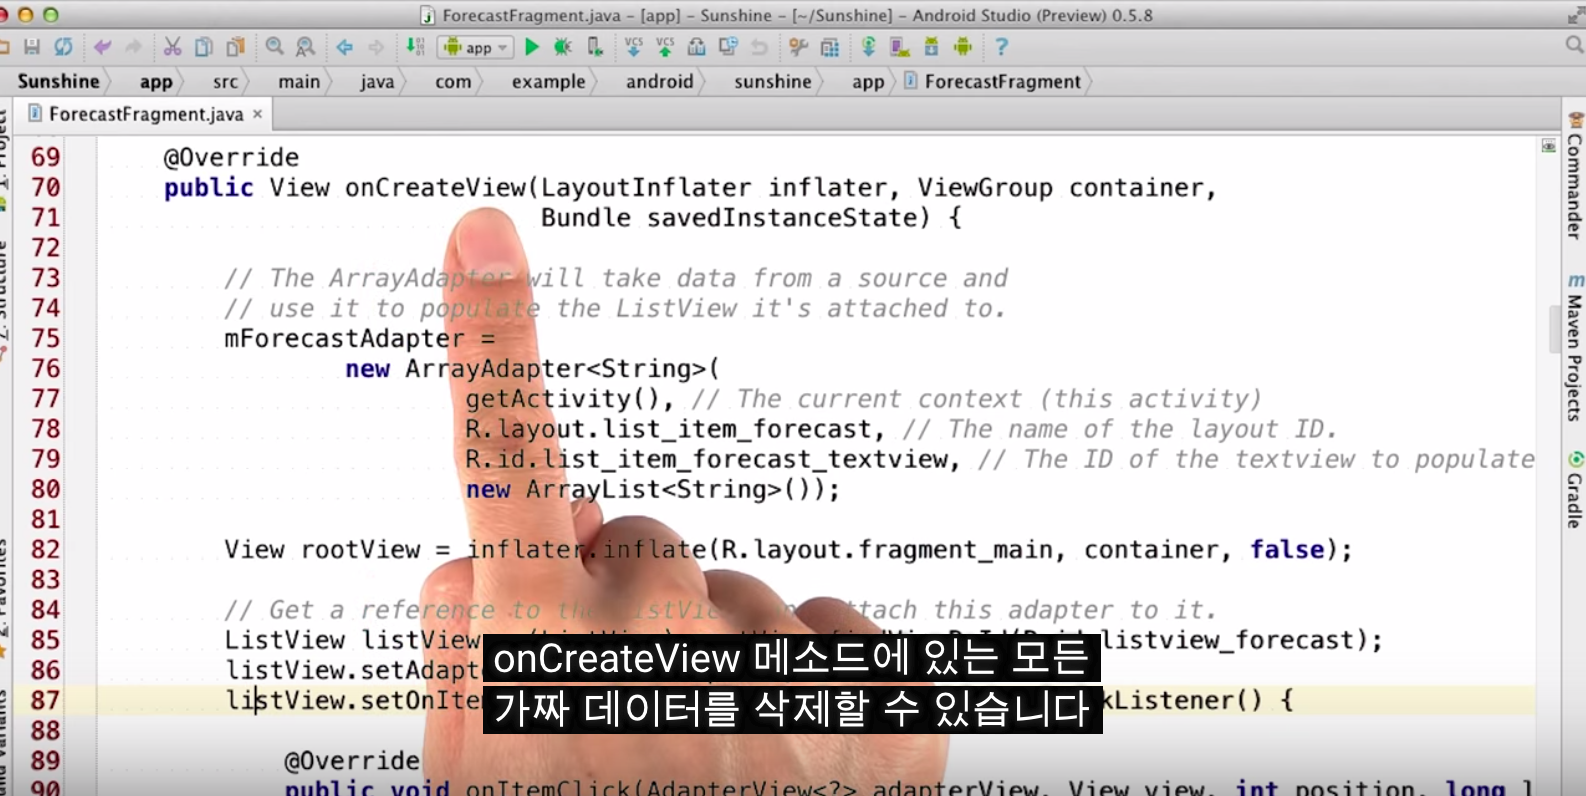 ForecastFragment.java – [app] – Sunshine – [~/Sunshine] – Android Studio (Preview) 0.5.8
app
VCS VCS
?
Sunshine app src main java com example android sunshine app ForecastFragment
ForecastFragment.java ×
69 @Override
70 public View onCreateView(LayoutInflater inflater, ViewGroup container,
71 Bundle savedInstanceState) {
72
73 // The ArrayAdapter will take data from a source and
74 // use it to populate the ListView it's attached to.
75 mForecastAdapter =
76 new ArrayAdapter<String>(
77 getActivity(), // The current context (this activity)
78 R.layout.list_item_forecast, // The name of the layout ID.
79 R.id.list_item_forecast_textview, // The ID of the textview to populate
80 new ArrayList<String>());
81
82 View rootView = inflater.inflate(R.layout.fragment_main, container, false);
83
84 // Get a reference to the ListView, attach this adapter to it.
85 ListView listView listview_forecast);
86 listView.setAdapt
87 listView.setOnIte kListener() {
88
89 @Override
90 public void onItemClick(AdapterView<?> adapterView, View view, int position, long l
onCreateView 메소드에 있는 모든
가짜 데이터를 삭제할 수 있습니다
Commander
Maven Projects
Gradle
1: Project
Z: Structure
2: Favorites